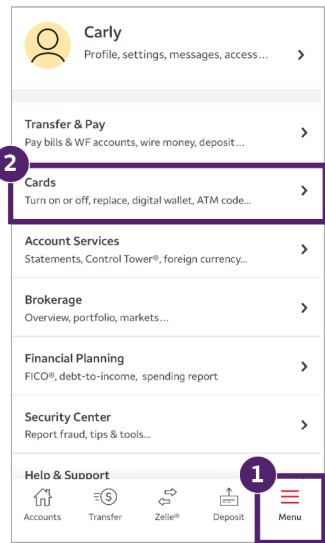 Carly
Profile, settings, messages, access...
Transfer & Pay
Pay bills & WF accounts, wire money, deposit...
2
Cards
Turn on or off, replace, digital wallet, ATM code...
Account Services
Statements, Control Tower®, foreign currency...
Brokerage
Overview, portfolio, markets...
Financial Planning
FICO®, debt-to-income, spending report
Security Center
Report fraud, tips & tools...
Help & Support
1
Accounts Transfer Zelle® Deposit Menu